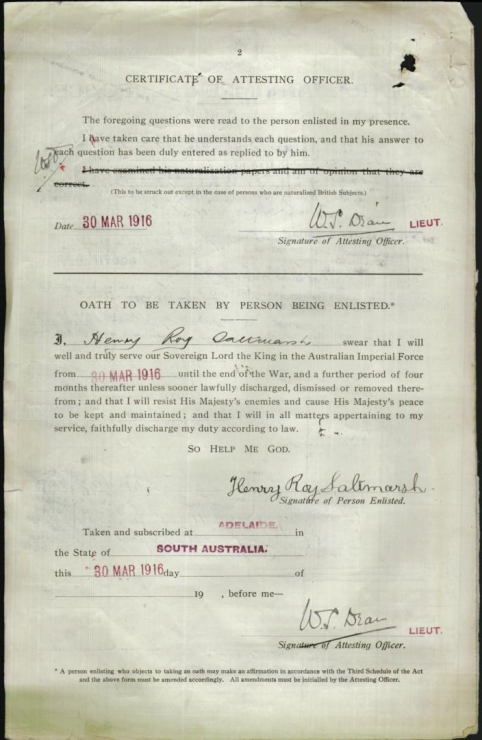 2
CERTIFICATE OF ATTESTING OFFICER.
The foregoing questions were read to the person enlisted in my presence.
I have taken care that he understands each question, and that his answer to
each question has been duly entered as replied to by him.
I have examined his naturalization papers and am of opinion that they are
correct.
(This to be struck out except in the case of persons who are naturalised British Subjects.)
Date 30 MAR 1916
W.S. Dean LIEUT.
Signature of Attesting Officer.
OATH TO BE TAKEN BY PERSON BEING ENLISTED.*
I, Henry Roy Saltmarsh swear that I will
well and truly serve our Sovereign Lord the King in the Australian Imperial Force
from 30 MAR 1916 until the end of the War, and a further period of four
months thereafter unless sooner lawfully discharged, dismissed or removed there-
from; and that I will resist His Majesty's enemies and cause His Majesty's peace
to be kept and maintained; and that I will in all matters appertaining to my
service, faithfully discharge my duty according to law.
SO HELP ME GOD.
Henry Roy Saltmarsh.
Signature of Person Enlisted.
Taken and subscribed at ADELAIDE. in
the State of SOUTH AUSTRALIA.
this 30 MAR 1916 day of
19 , before me—
W.S. Dean LIEUT.
Signature of Attesting Officer.
* A person enlisting who objects to taking an oath may make an affirmation in accordance with the Third Schedule of the Act
and the above form must be amended accordingly. All amendments must be initialled by the Attesting Officer.